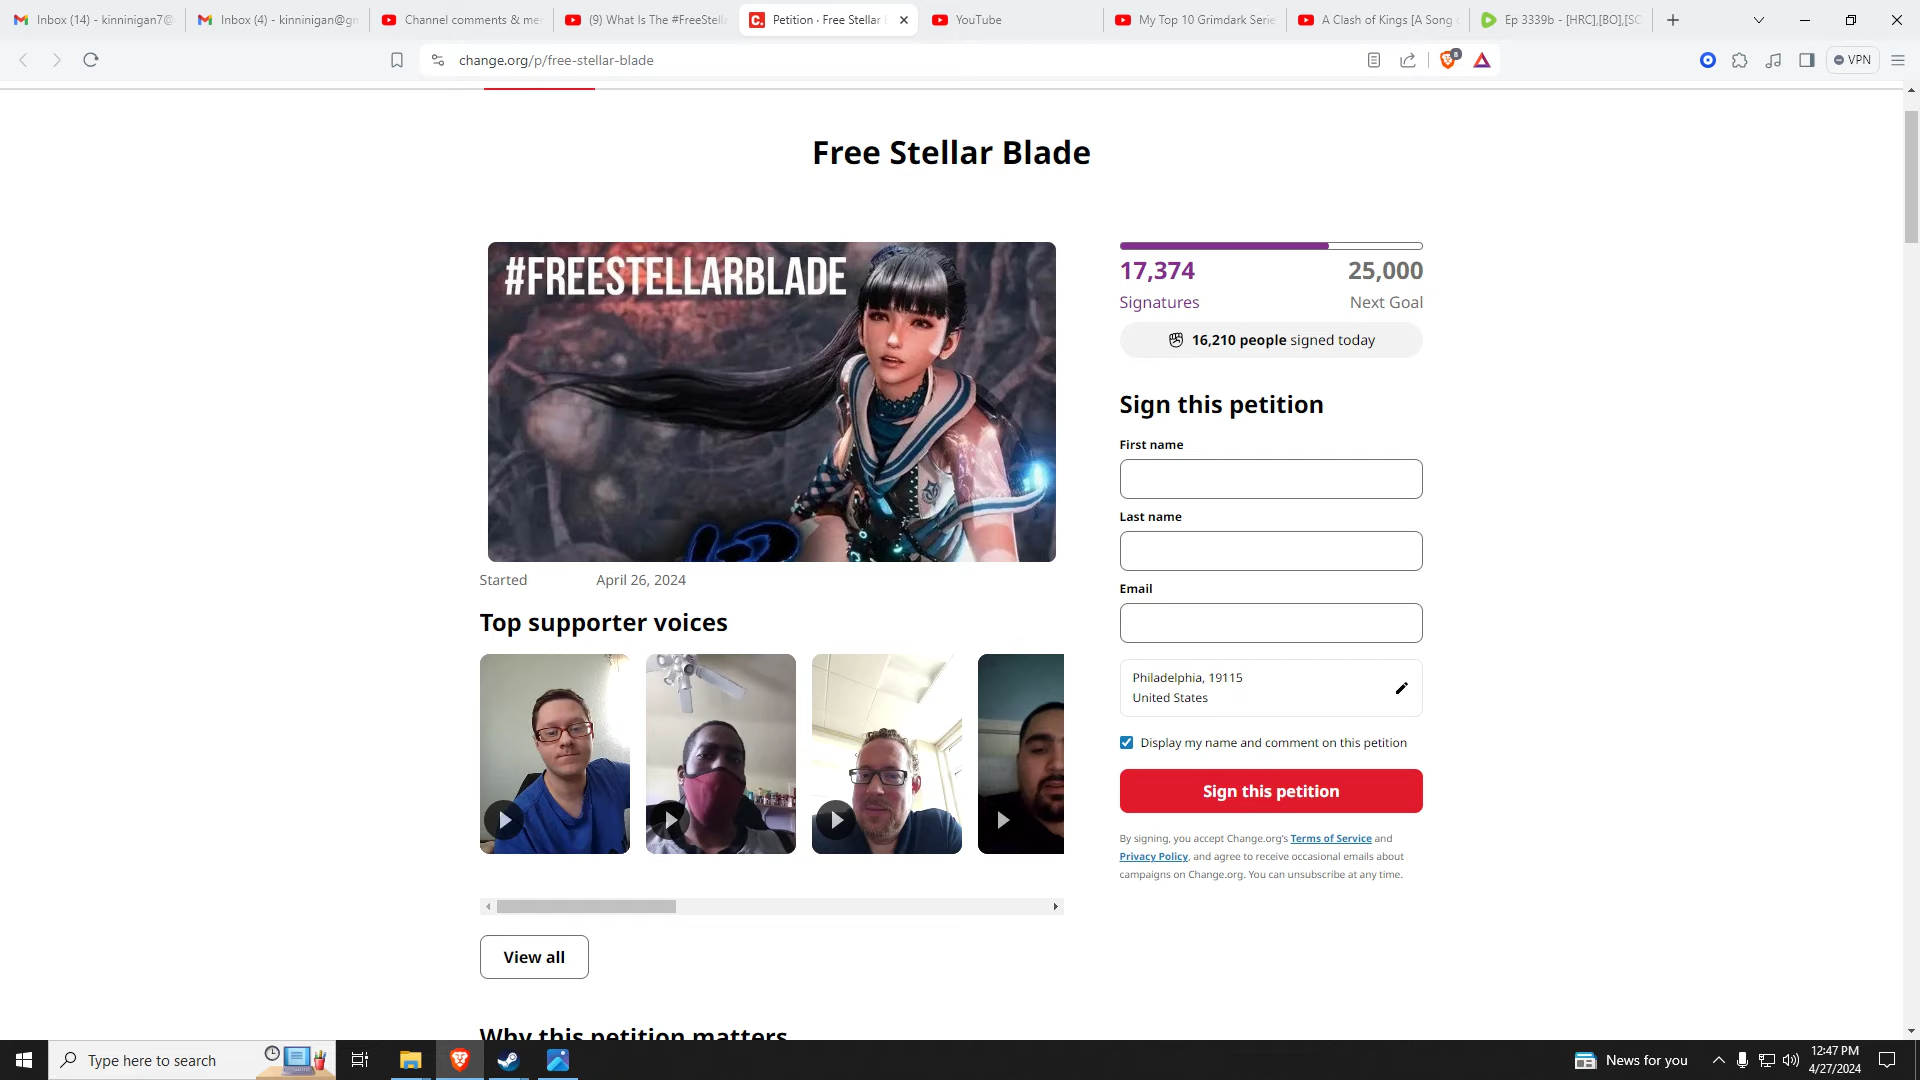 Inbox (14) - kinninigan7@
Inbox (4) - kinninigan@gm
Channel comments & me
(9) What Is The #FreeStella
Petition · Free Stellar
YouTube
My Top 10 Grimdark Serie
A Clash of Kings [A Song
Ep 3339b - [HRC],[BO],[SC
change.org/p/free-stellar-blade
8
VPN
Free Stellar Blade
#FREESTELLARBLADE
17,374
25,000
Signatures
Next Goal
16,210 people signed today
Sign this petition
First name
Last name
Email
Started
April 26, 2024
Top supporter voices
Philadelphia, 19115
United States
Display my name and comment on this petition
Sign this petition
By signing, you accept Change.org's Terms of Service and
Privacy Policy, and agree to receive occasional emails about
campaigns on Change.org. You can unsubscribe at any time.
View all
Why this petition matters
Type here to search
News for you
12:47 PM
4/27/2024